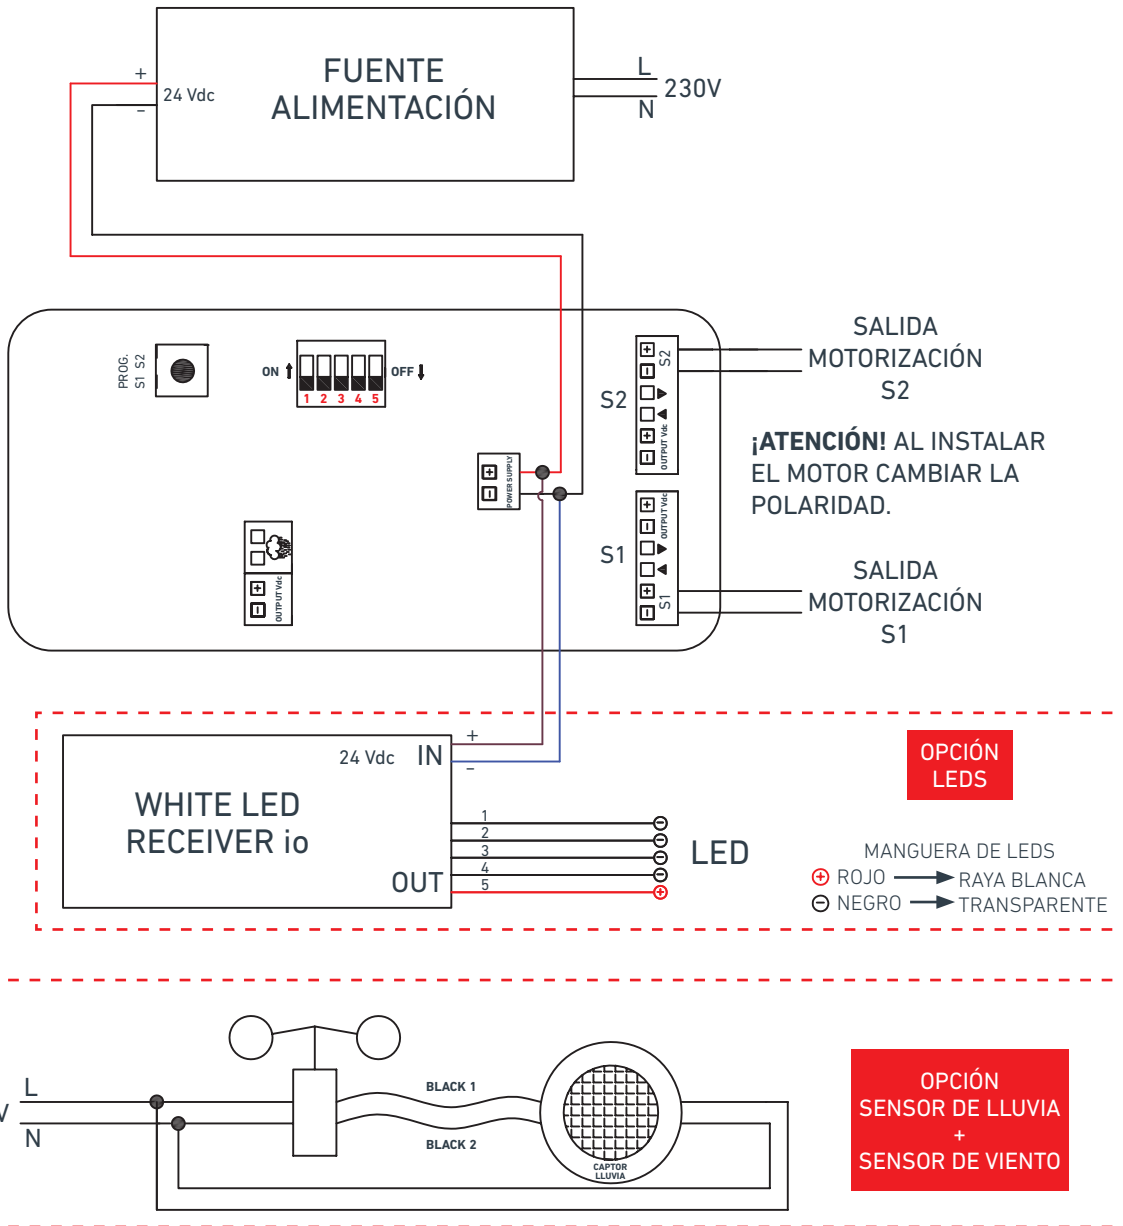 FUENTE
ALIMENTACIÓN
+
24 Vdc
−
L
230V
N
PROG.
S1 S2
ON
OFF
1 2 3 4 5
+
−
POWER SUPPLY
+
−
S2
S2
+
−
OUTPUT Vdc
SALIDA
MOTORIZACIÓN
S2
¡ATENCIÓN! AL INSTALAR
EL MOTOR CAMBIAR LA
POLARIDAD.
+
−
OUTPUT Vdc
S1
+
−
S1
SALIDA
MOTORIZACIÓN
S1
+
−
OUTPUT Vdc
24 Vdc IN
+
−
WHITE LED
RECEIVER io
OUT
1
2
3
4
5
LED
OPCIÓN
LEDS
MANGUERA DE LEDS
ROJO RAYA BLANCA
NEGRO TRANSPARENTE
L
V
N
BLACK 1
BLACK 2
CAPTOR
LLUVIA
OPCIÓN
SENSOR DE LLUVIA
+
SENSOR DE VIENTO